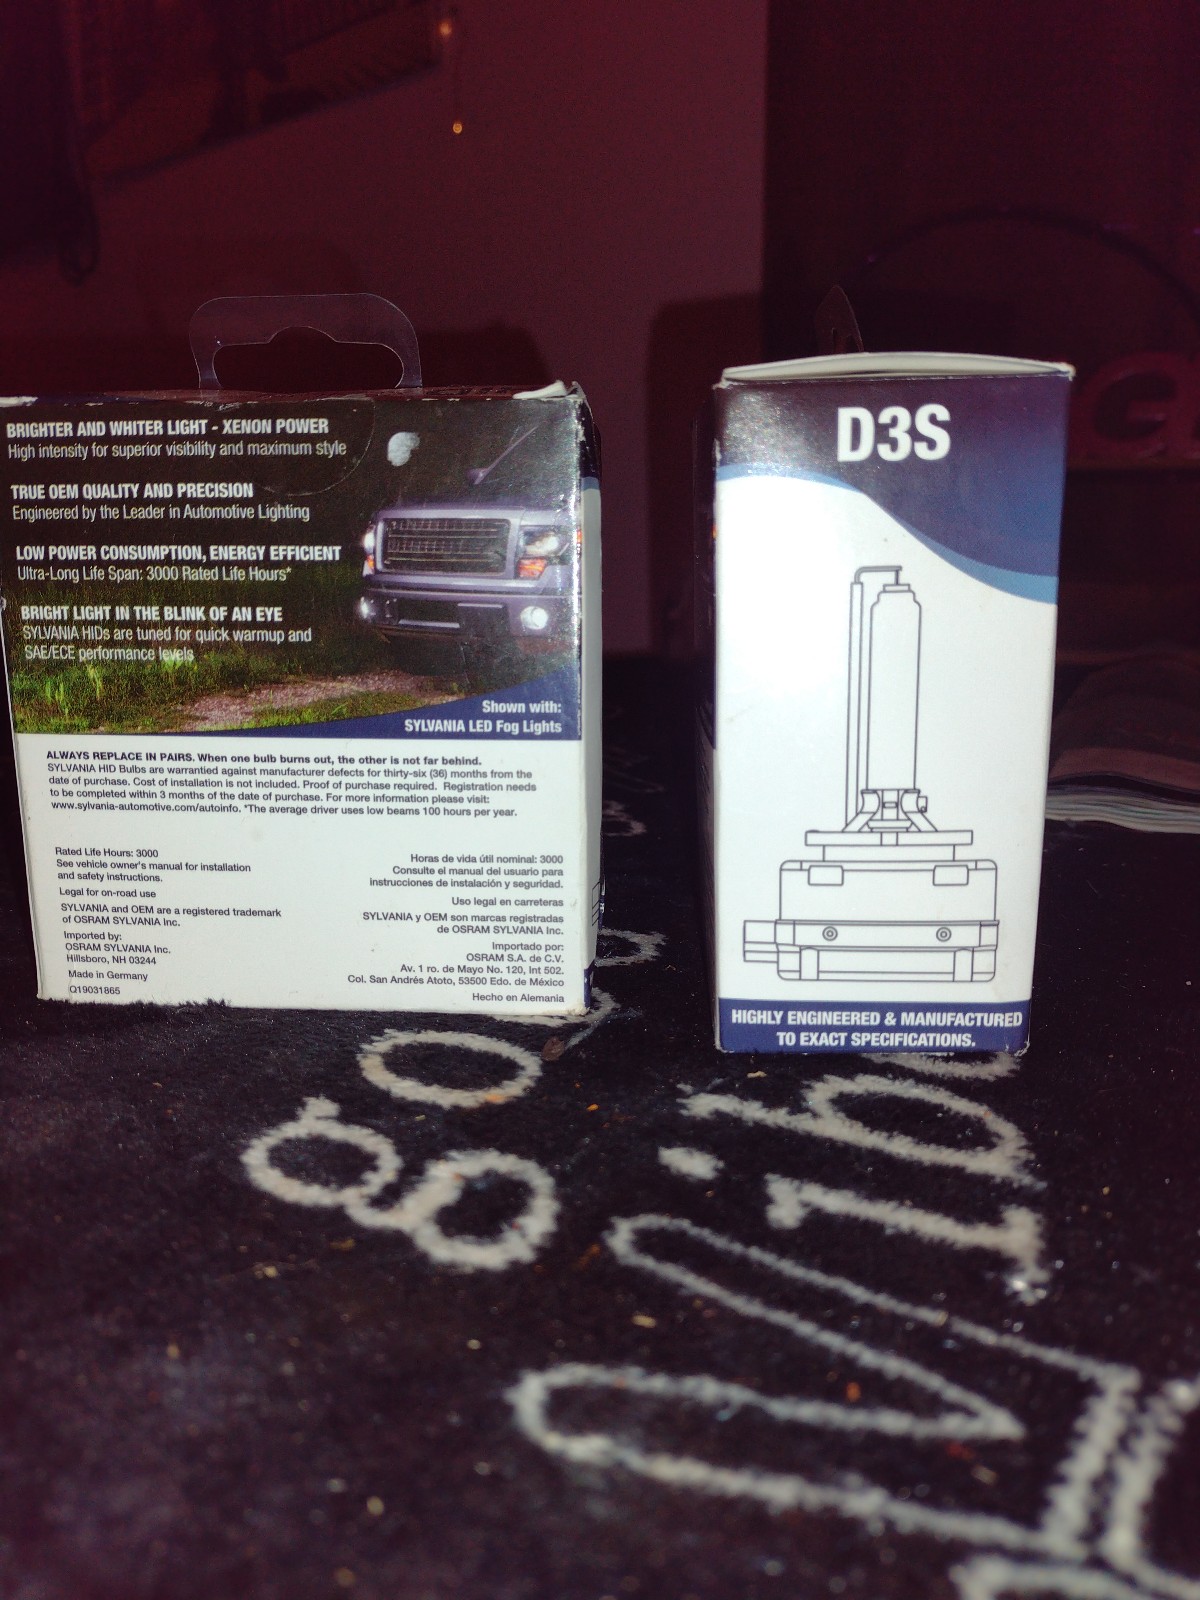 BRIGHTER AND WHITER LIGHT - XENON POWER
High intensity for superior visibility and maximum style
TRUE OEM QUALITY AND PRECISION
Engineered by the Leader in Automotive Lighting
LOW POWER CONSUMPTION, ENERGY EFFICIENT
Ultra-Long Life Span: 3000 Rated Life Hours*
BRIGHT LIGHT IN THE BLINK OF AN EYE
SYLVANIA HIDs are tuned for quick warmup and
SAE/ECE performance levels
Shown with:
SYLVANIA LED Fog Lights
ALWAYS REPLACE IN PAIRS. When one bulb burns out, the other is not far behind.
SYLVANIA HID Bulbs are warrantied against manufacturer defects for thirty-six (36) months from the
date of purchase. Cost of installation is not included. Proof of purchase required. Registration needs
to be completed within 3 months of the date of purchase. For more information please visit:
www.sylvania-automotive.com/autoinfo. *The average driver uses low beams 100 hours per year.
Rated Life Hours: 3000
See vehicle owner's manual for installation
and safety instructions.
Legal for on-road use
SYLVANIA and OEM are a registered trademark
of OSRAM SYLVANIA Inc.
Imported by:
OSRAM SYLVANIA Inc.
Hillsboro, NH 03244
Made in Germany
Q19031865
Horas de vida útil nominal: 3000
Consulte el manual del usuario para
instrucciones de instalación y seguridad.
Uso legal en carreteras
SYLVANIA y OEM son marcas registradas
de OSRAM SYLVANIA Inc.
Importado por:
OSRAM S.A. de C.V.
Av. 1 ro. de Mayo No. 120, Int 502.
Col. San Andrés Atoto, 53500 Edo. de México
Hecho en Alemania
D3S
HIGHLY ENGINEERED & MANUFACTURED
TO EXACT SPECIFICATIONS.